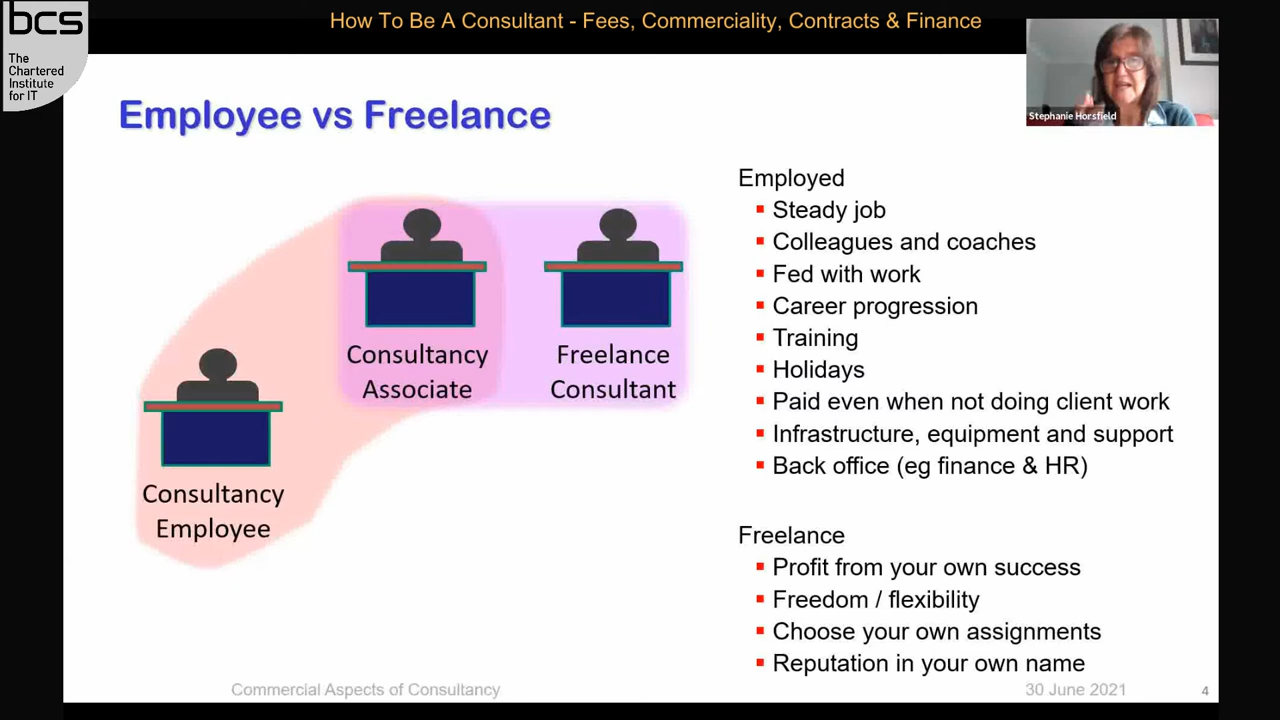 How To Be A Consultant - Fees, Commerciality, Contracts & Finance
bcs
The
Chartered
Institute
for IT
Stephanie Horsfield
Employee vs Freelance
Consultancy
Associate
Freelance
Consultant
Consultancy
Employee
Employed
Steady job
Colleagues and coaches
Fed with work
Career progression
Training
Holidays
Paid even when not doing client work
Infrastructure, equipment and support
Back office (eg finance & HR)
Freelance
Profit from your own success
Freedom / flexibility
Choose your own assignments
Reputation in your own name
Commercial Aspects of Consultancy
30 June 2021
4